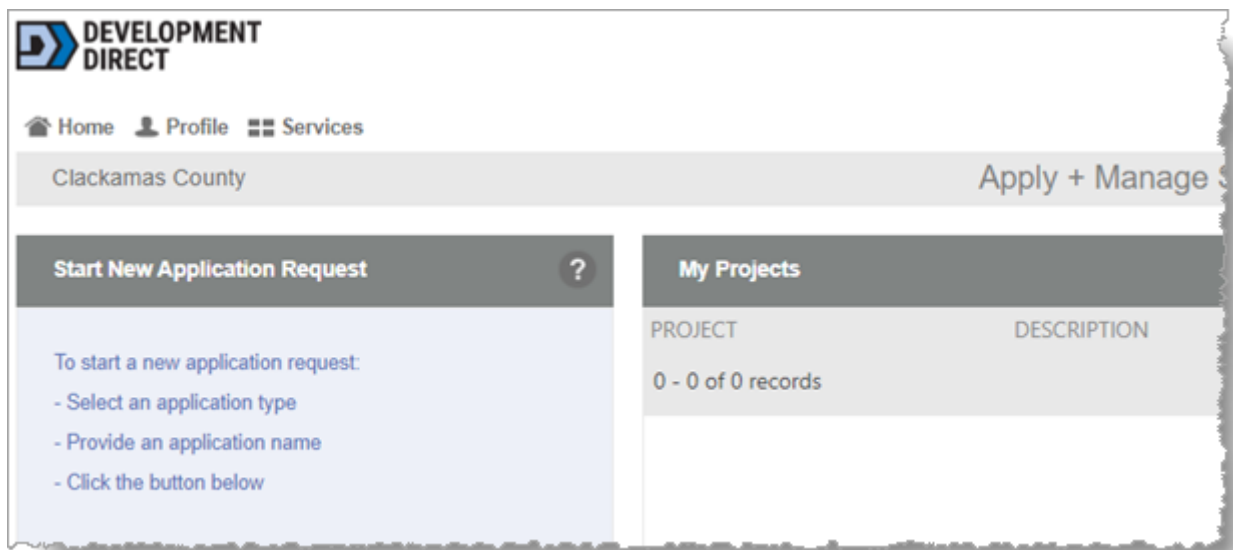 DEVELOPMENT
DIRECT
Home Profile Services
Clackamas County
Apply + Manage
Start New Application Request ?
My Projects
To start a new application request:
- Select an application type
- Provide an application name
- Click the button below
PROJECT DESCRIPTION
0 - 0 of 0 records